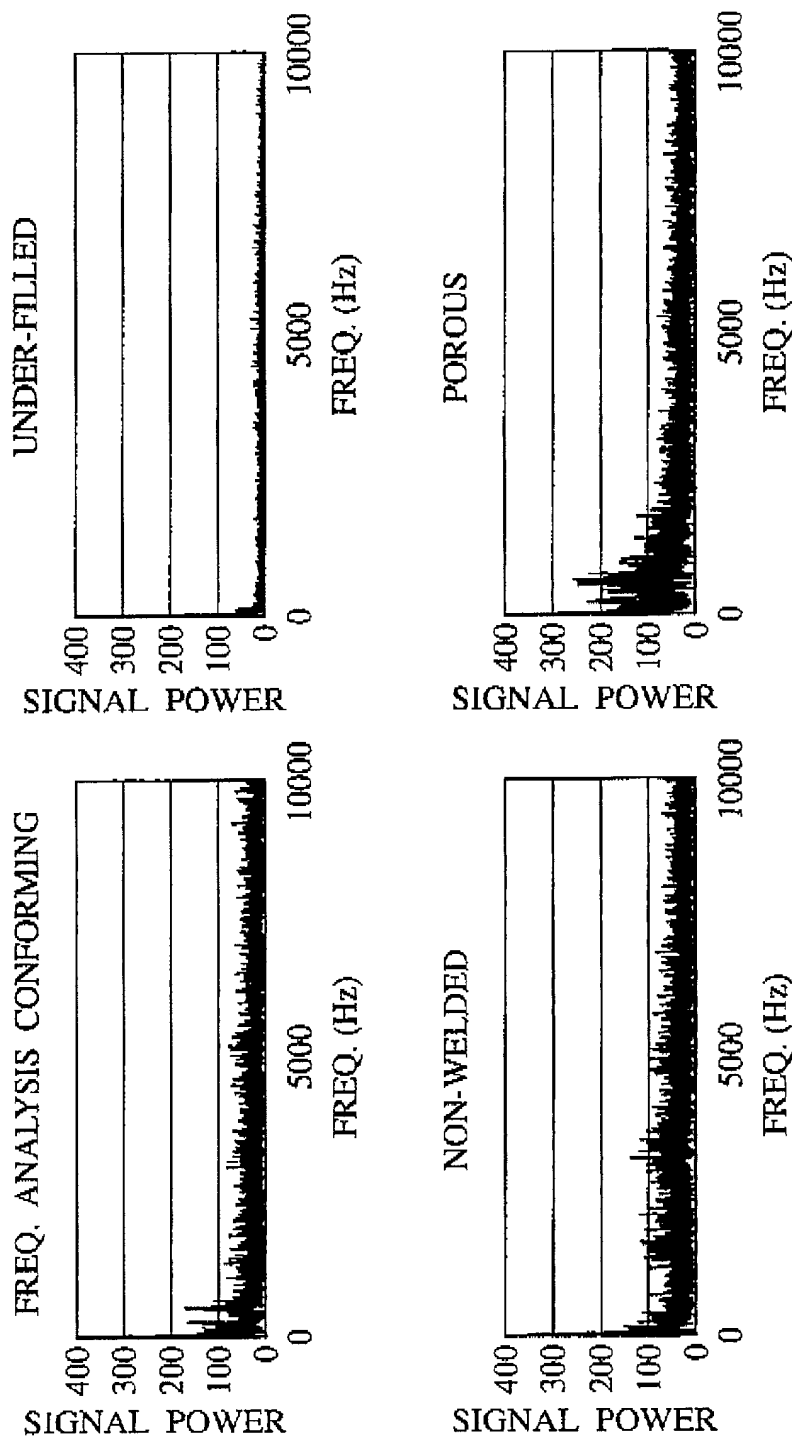 FREQ. ANALYSIS CONFORMING
SIGNAL POWER
400
300
200
100
0
0
5000
10000
FREQ. (Hz)
UNDER-FILLED
SIGNAL POWER
400
300
200
100
0
0
5000
10000
FREQ. (Hz)
NON-WELDED
SIGNAL POWER
400
300
200
100
0
0
5000
10000
FREQ. (Hz)
POROUS
SIGNAL POWER
400
300
200
100
0
0
5000
10000
FREQ. (Hz)